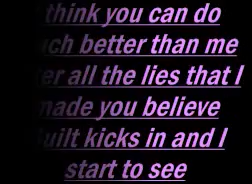 think you can do
better than me
all the lies that I
made you believe
kicks in and I
start to see